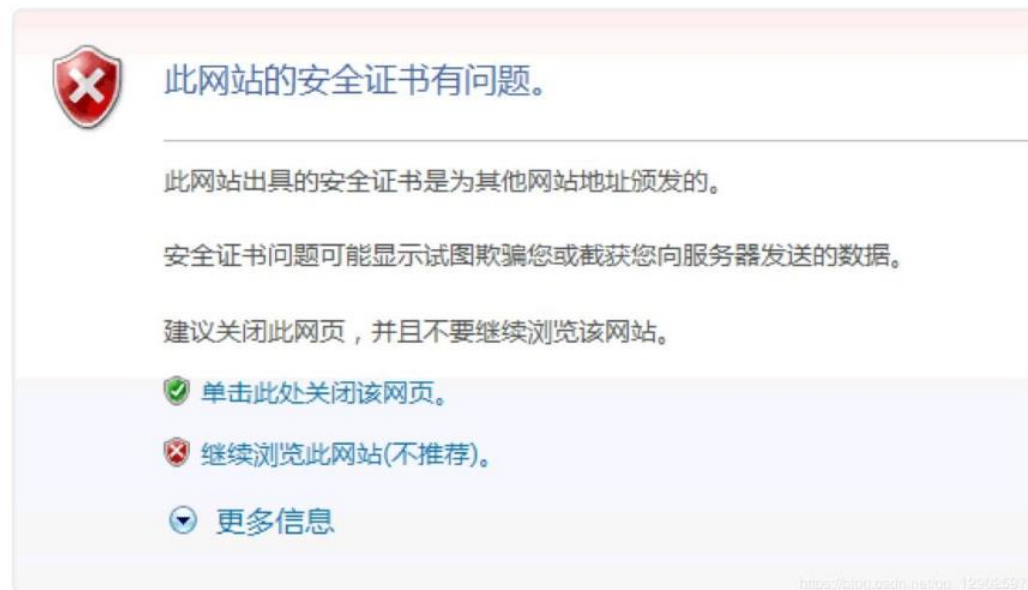 此网站的安全证书有问题。
此网站出具的安全证书是为其他网站地址颁发的。
安全证书问题可能显示试图欺骗您或截获您向服务器发送的数据。
建议关闭此网页，并且不要继续浏览该网站。
单击此处关闭该网页。
继续浏览此网站(不推荐)。
更多信息